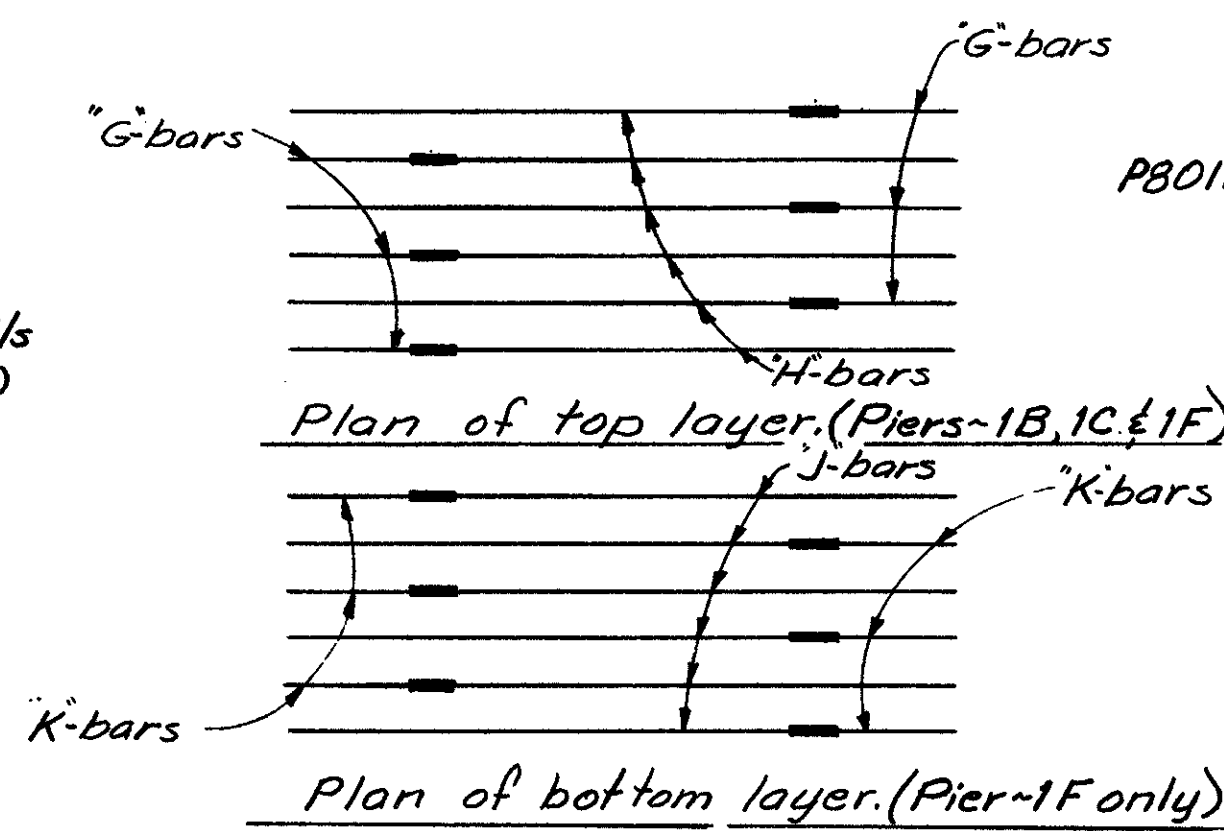 "G"-bars
"G"-bars
P801
/s
)
"H"-bars
Plan of top layer. (Piers~1B, 1C. & 1F)
"J"-bars
"K"-bars
"K"-bars
Plan of bottom layer. (Pier~1F only)